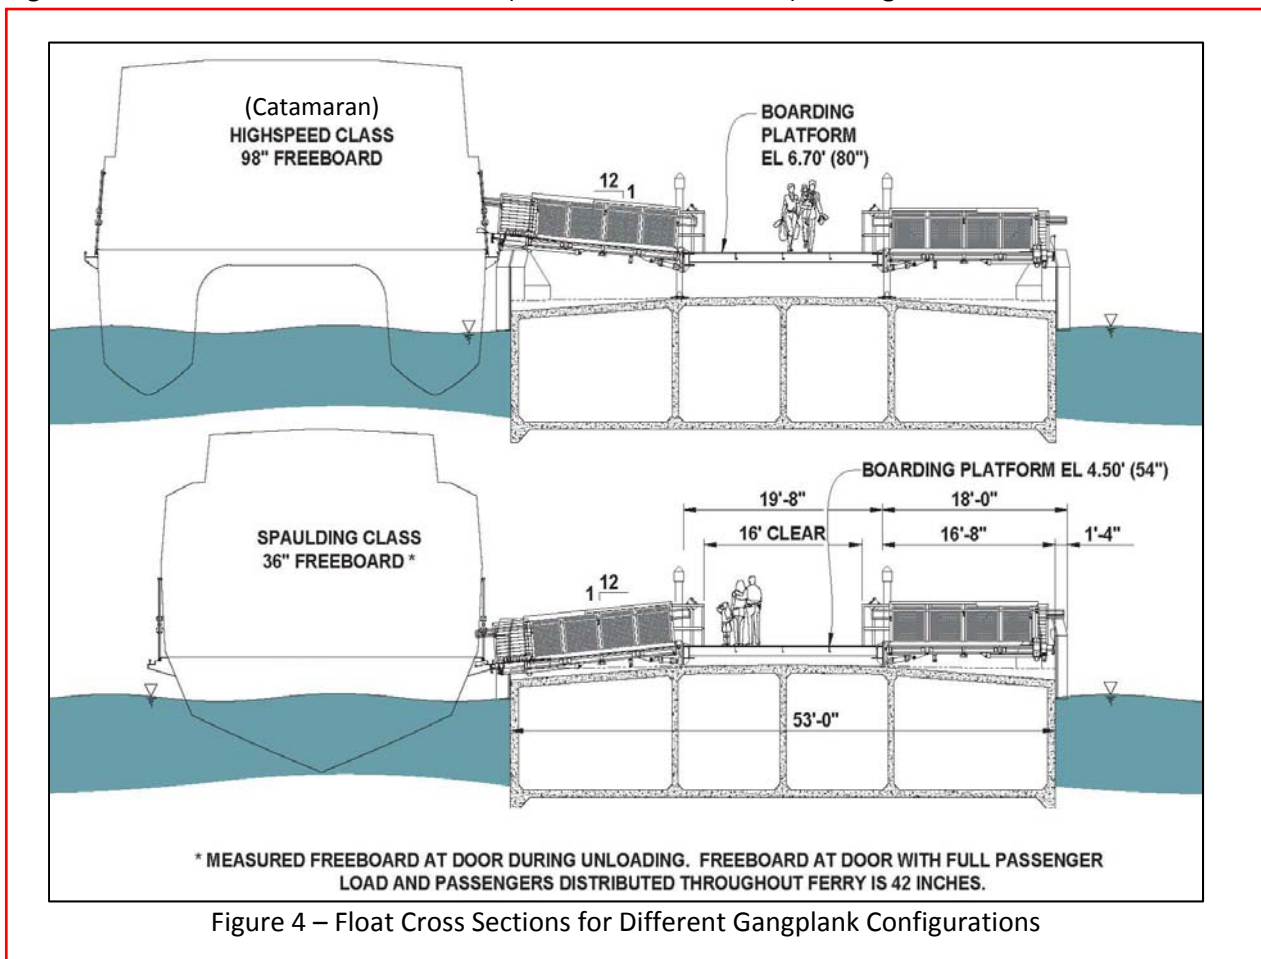 (Catamaran)
HIGHSPEED CLASS
98" FREEBOARD
BOARDING
PLATFORM
EL 6.70' (80")
12
1
BOARDING PLATFORM EL 4.50' (54")
19'-8"
18'-0"
16' CLEAR
16'-8"
1'-4"
SPAULDING CLASS
36" FREEBOARD *
12
1
53'-0"
* MEASURED FREEBOARD AT DOOR DURING UNLOADING. FREEBOARD AT DOOR WITH FULL PASSENGER
LOAD AND PASSENGERS DISTRIBUTED THROUGHOUT FERRY IS 42 INCHES.
Figure 4 – Float Cross Sections for Different Gangplank Configurations